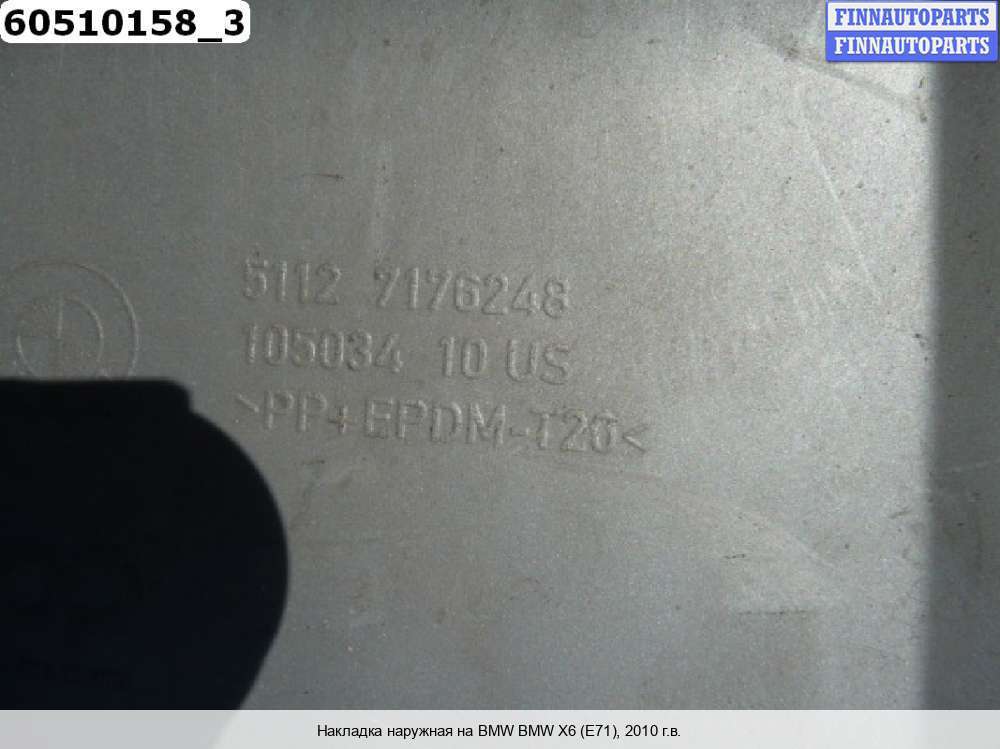 60510158_3
FINNAUTOPARTS
FINNAUTOPARTS
5112 7176248
105034 10 US
>PP+EPDM-T20<
Накладка наружная на BMW BMW X6 (E71), 2010 г.в.